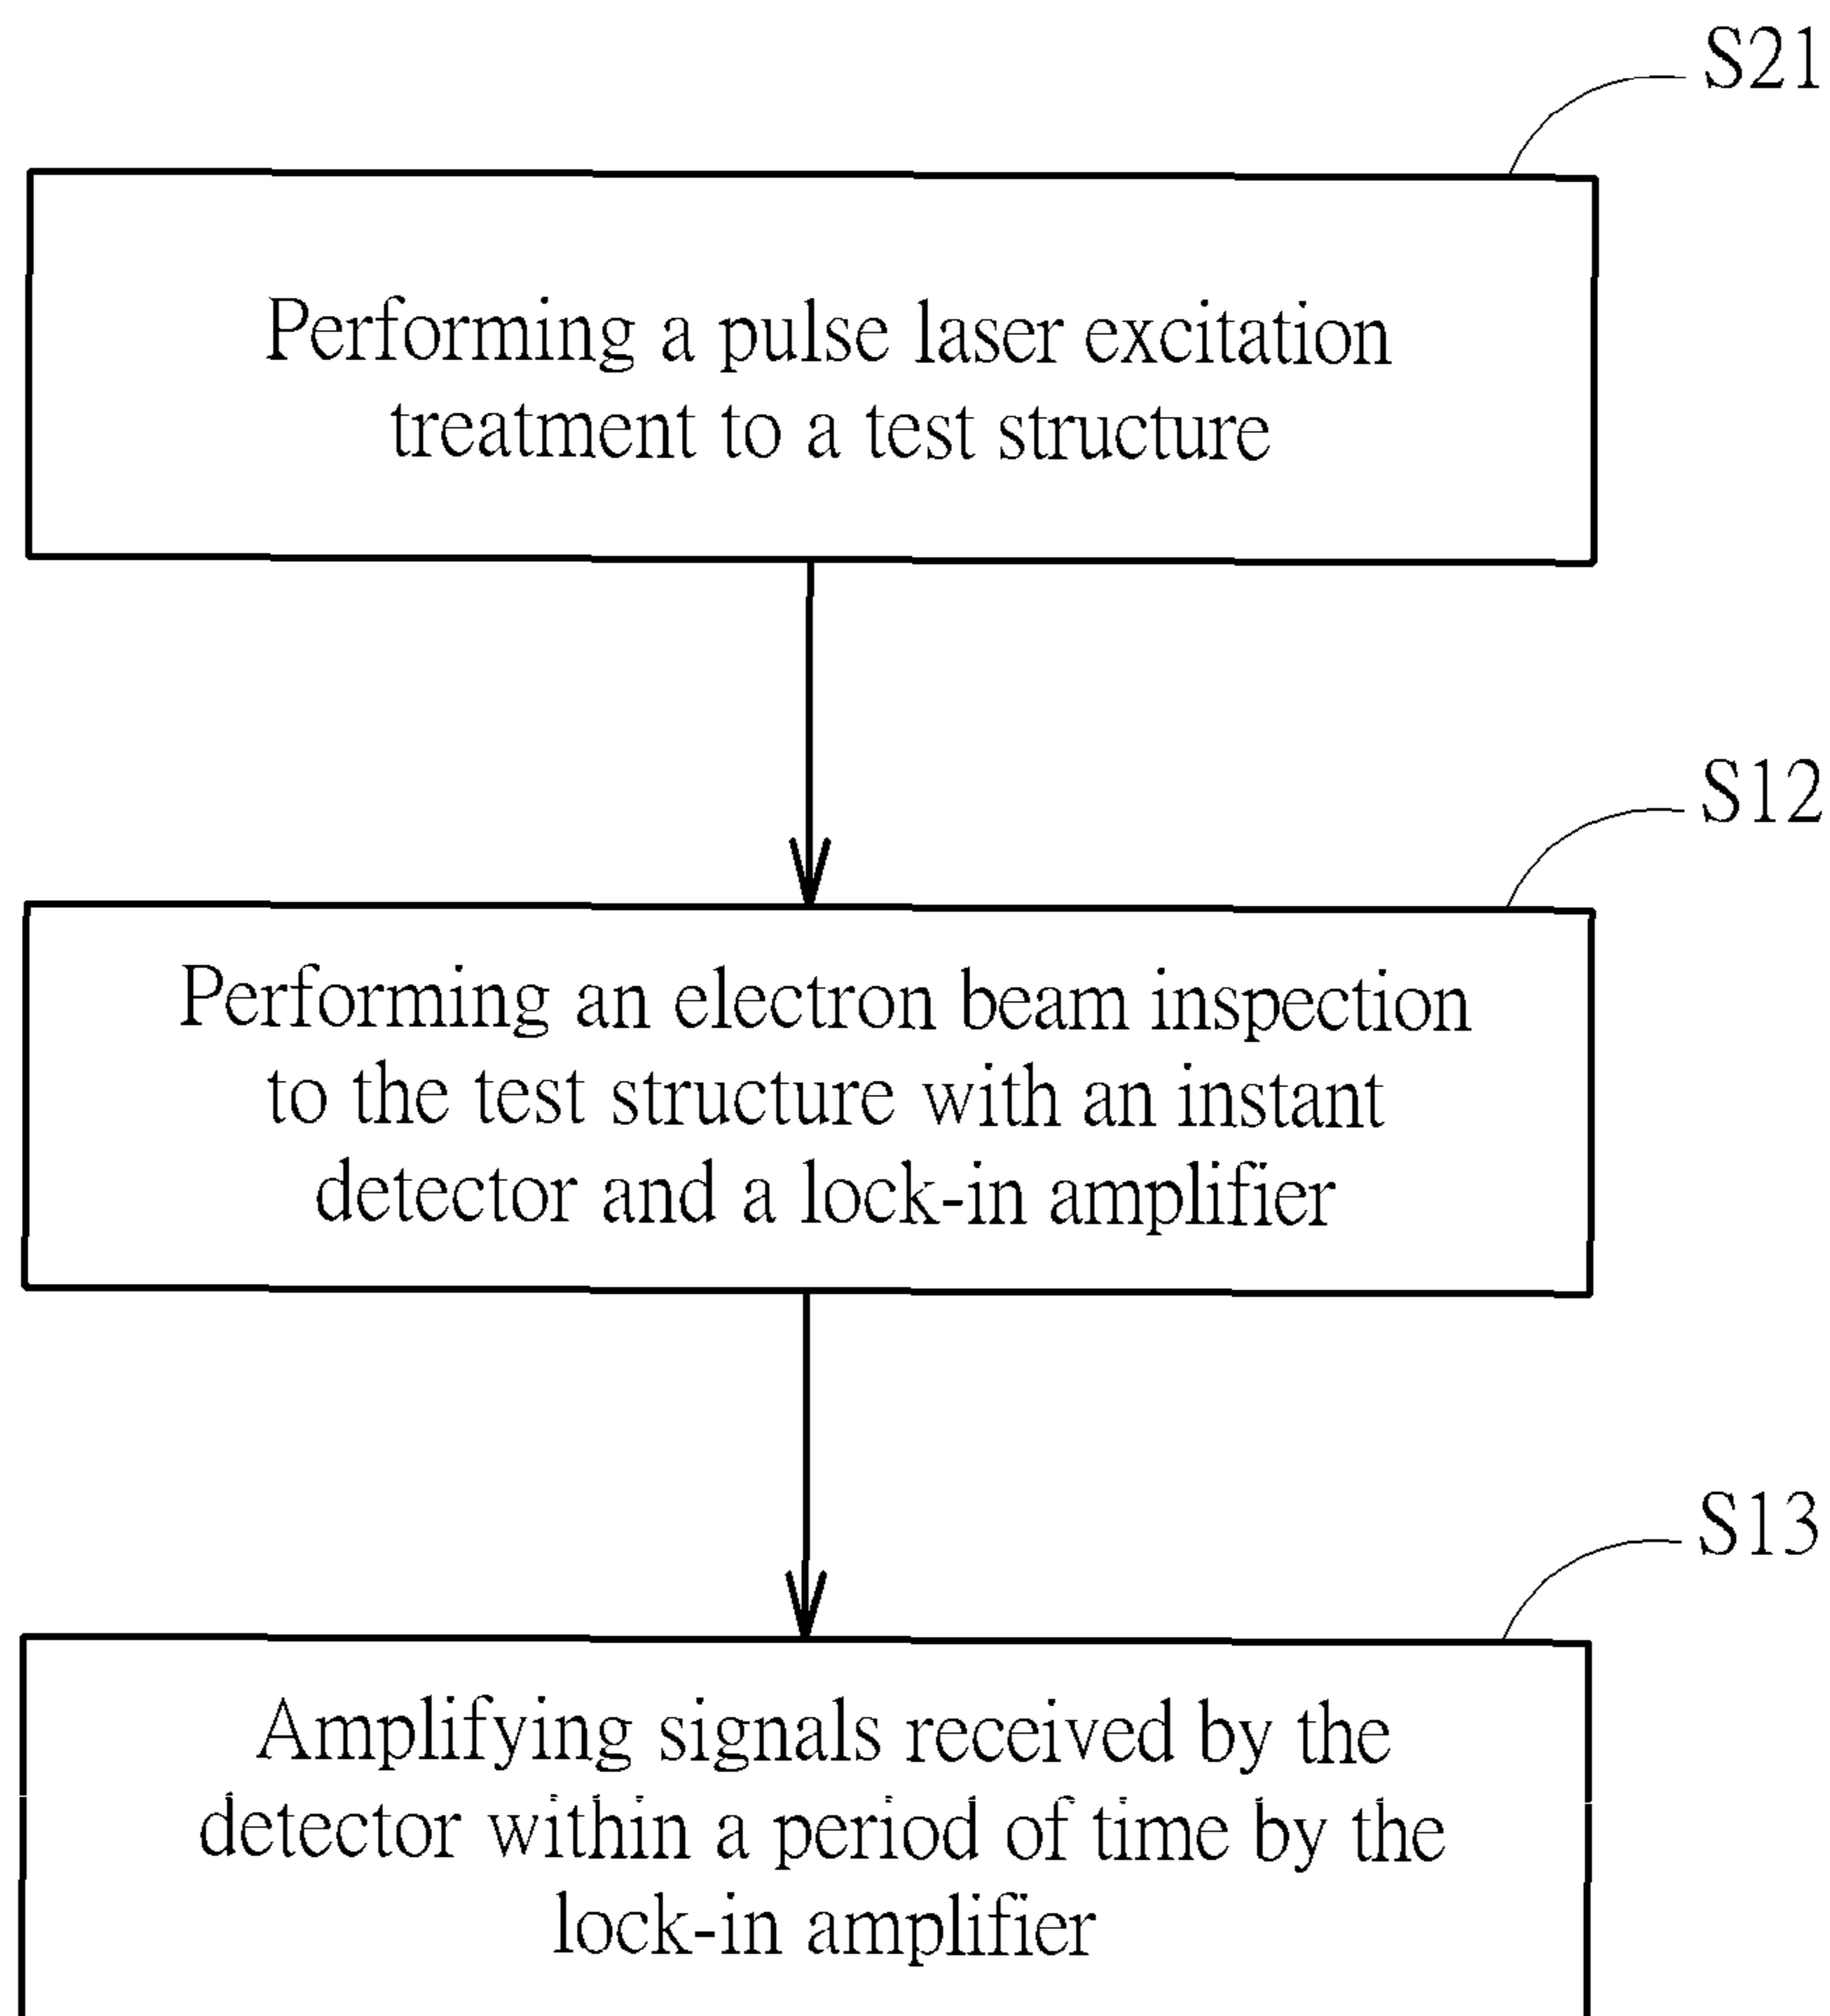 S21
Performing a pulse laser excitation
treatment to a test structure
S12
Performing an electron beam inspection
to the test structure with an instant
detector and a lock-in amplifier
S13
Amplifying signals received by the
detector within a period of time by the
lock-in amplifier